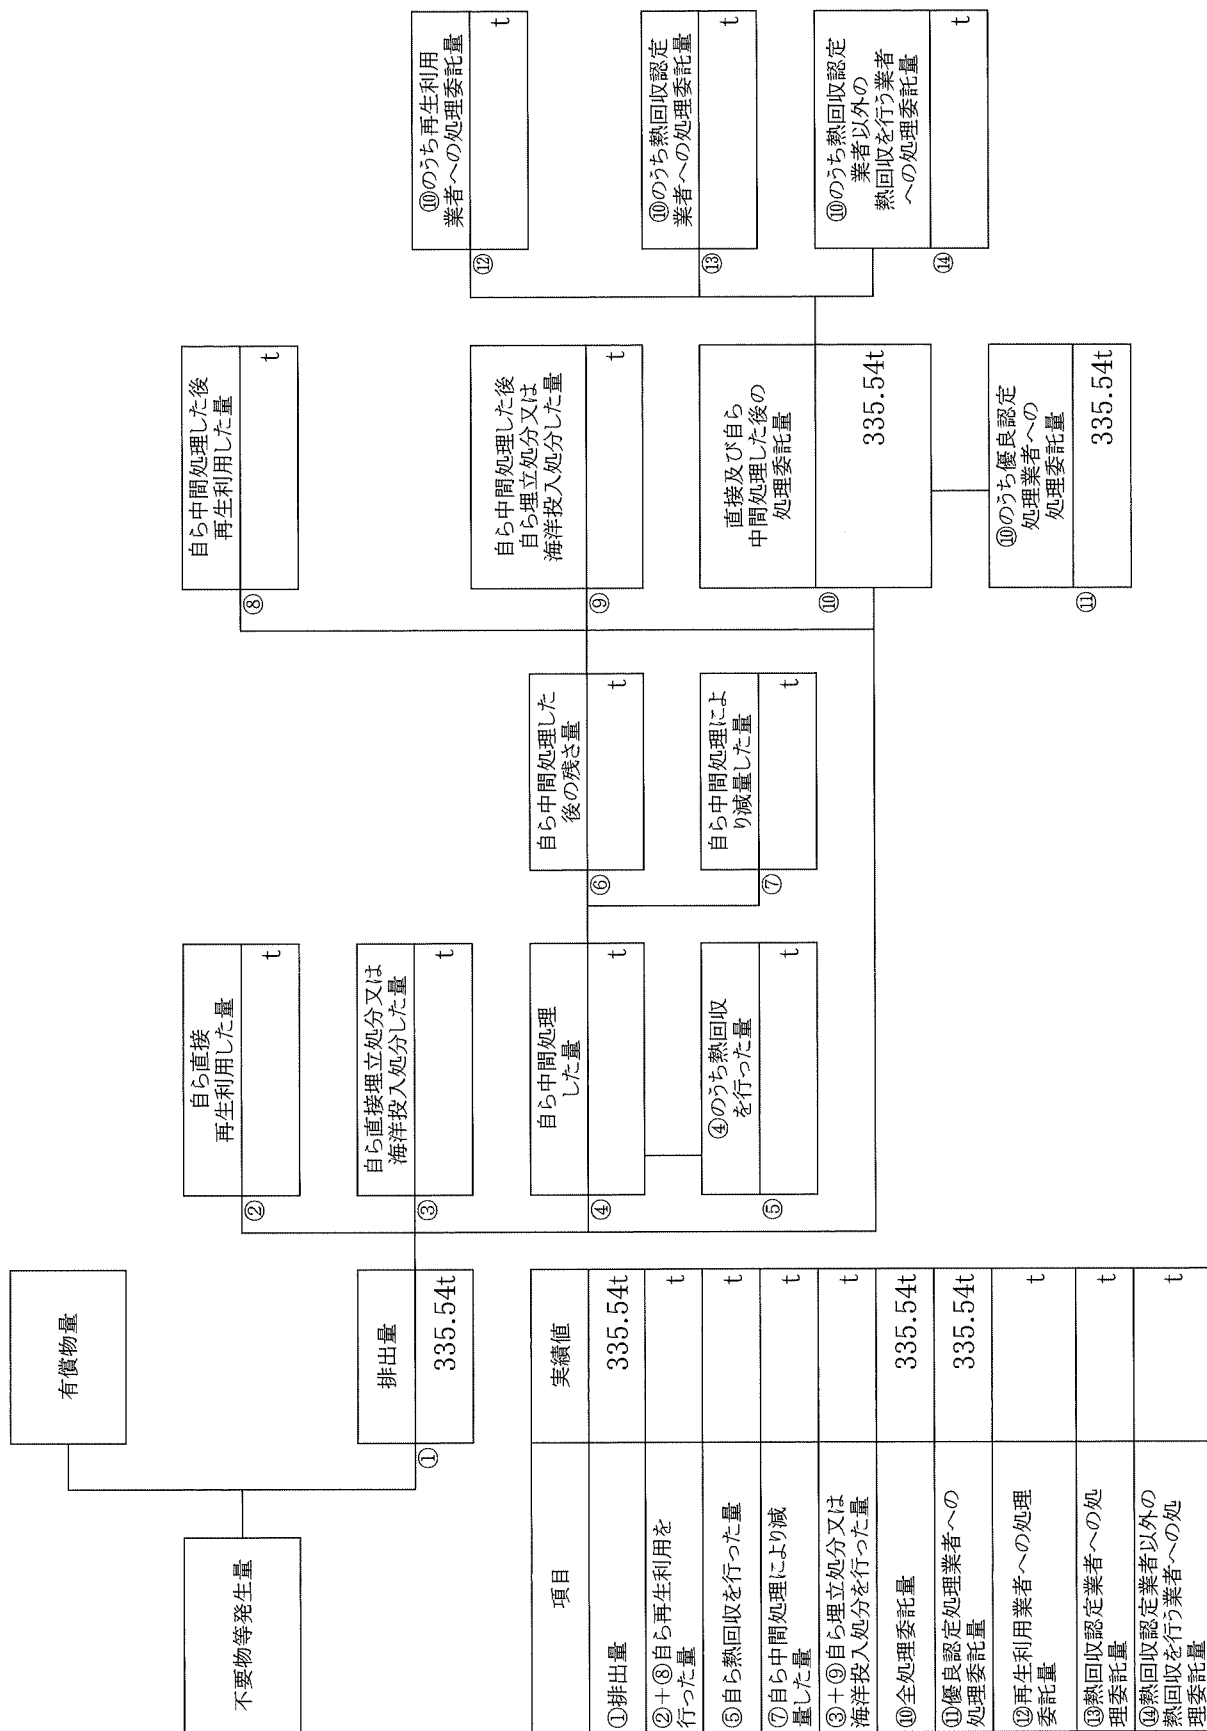 不要物等発生量
有償物量
①
排出量
335.54t
②
自ら直接
再生利用した量
t
③
自ら直接埋立処分又は
海洋投入処分した量
t
④
自ら中間処理
した量
t
⑤
④のうち熱回収
を行った量
t
⑥
自ら中間処理した
後の残さ量
t
⑦
自ら中間処理によ
り減量した量
t
⑧
自ら中間処理した後
再生利用した量
t
⑨
自ら中間処理した後
自ら埋立処分又は
海洋投入処分した量
t
⑩
直接及び自ら
中間処理した後の
処理委託量
335.54t
⑪
⑩のうち優良認定
処理業者への
処理委託量
335.54t
⑫
⑩のうち再生利用
業者への処理委託量
t
⑬
⑩のうち熱回収認定
業者への処理委託量
t
⑭
⑩のうち熱回収認定
業者以外の
熱回収を行う業者
への処理委託量
t
項目 実績値
①排出量 335.54t
②+⑧自ら再生利用を
行った量 t
⑤自ら熱回収を行った量 t
⑦自ら中間処理により減
量した量 t
③+⑨自ら埋立処分又は
海洋投入処分を行った量 t
⑩全処理委託量 335.54t
⑪優良認定処理業者への
処理委託量 335.54t
⑫再生利用業者への処理
委託量 t
⑬熱回収認定業者への処
理委託量 t
⑭熱回収認定業者以外の
熱回収を行う業者への処
理委託量 t